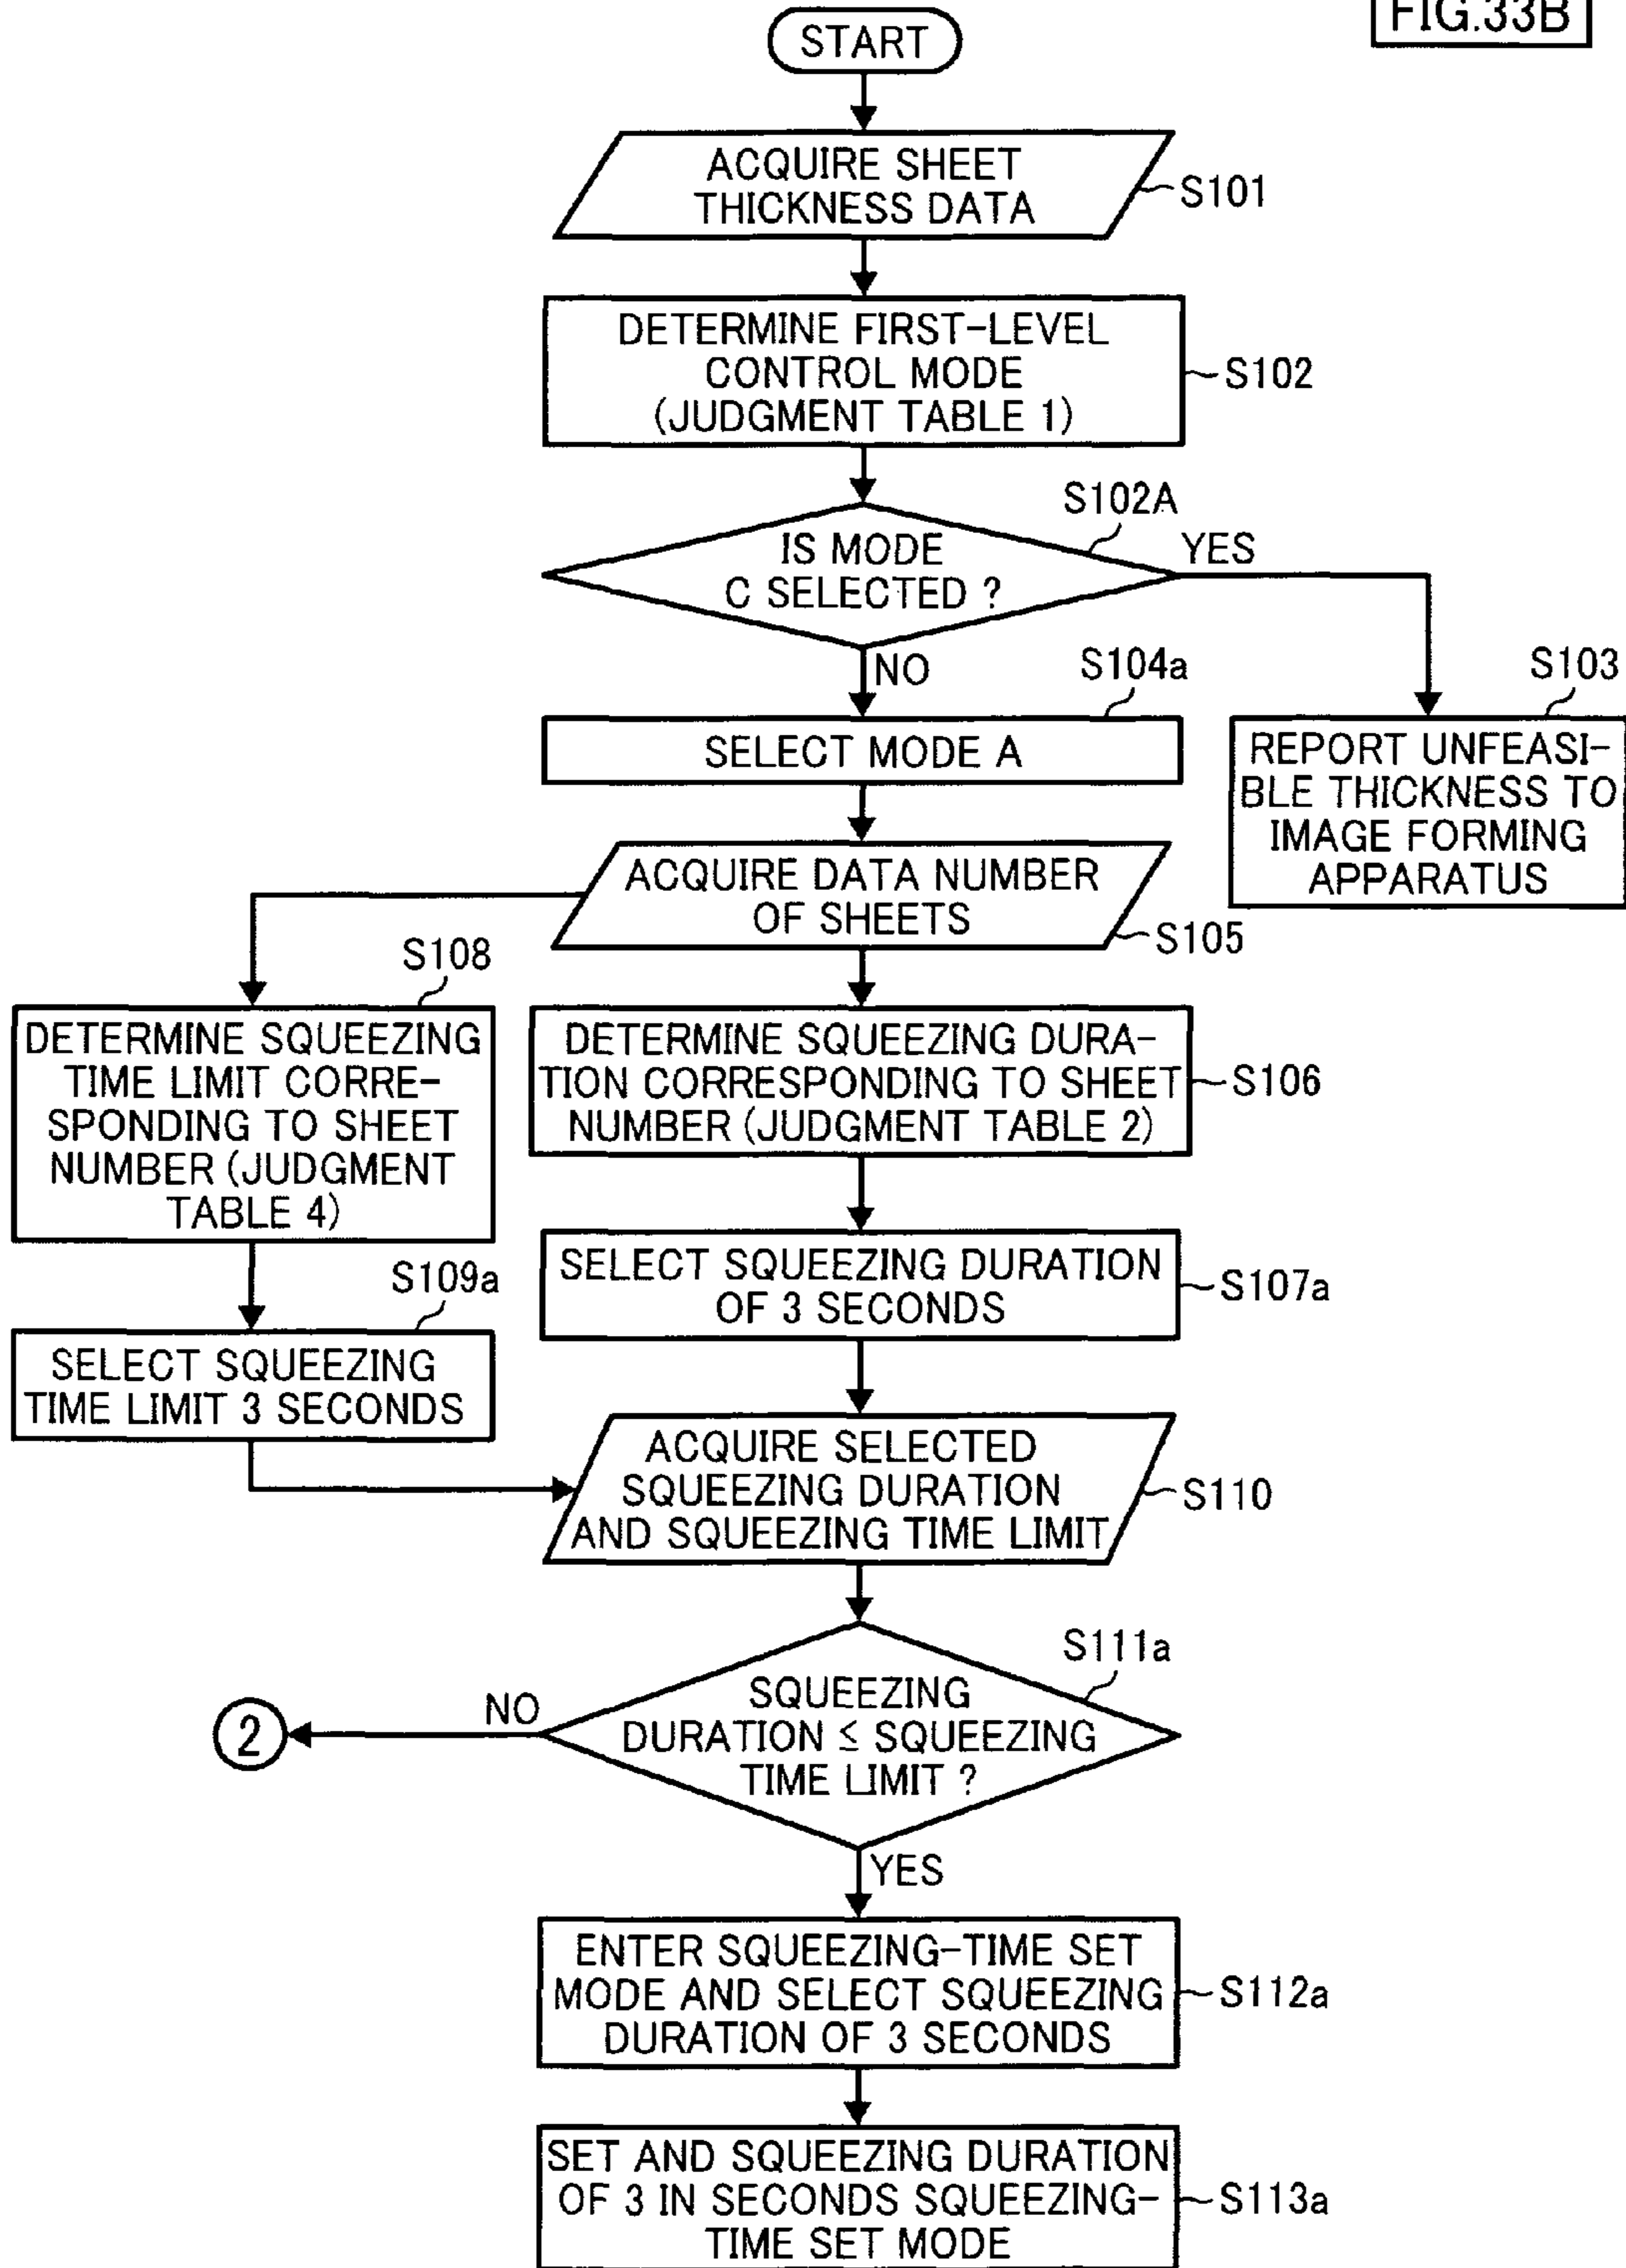 FIG.33B
START
ACQUIRE SHEET
THICKNESS DATA
S101
DETERMINE FIRST-LEVEL
CONTROL MODE
(JUDGMENT TABLE 1)
S102
S102A
IS MODE
C SELECTED ?
YES
NO
S104a
SELECT MODE A
S103
REPORT UNFEASI-
BLE THICKNESS TO
IMAGE FORMING
APPARATUS
ACQUIRE DATA NUMBER
OF SHEETS
S105
S108
DETERMINE SQUEEZING
TIME LIMIT CORRE-
SPONDING TO SHEET
NUMBER (JUDGMENT
TABLE 4)
DETERMINE SQUEEZING DURA-
TION CORRESPONDING TO SHEET
NUMBER (JUDGMENT TABLE 2)
S106
S109a
SELECT SQUEEZING
TIME LIMIT 3 SECONDS
SELECT SQUEEZING DURATION
OF 3 SECONDS
S107a
ACQUIRE SELECTED
SQUEEZING DURATION
AND SQUEEZING TIME LIMIT
S110
S111a
SQUEEZING
DURATION ≤ SQUEEZING
TIME LIMIT ?
NO
2
YES
ENTER SQUEEZING-TIME SET
MODE AND SELECT SQUEEZING
DURATION OF 3 SECONDS
S112a
SET AND SQUEEZING DURATION
OF 3 IN SECONDS SQUEEZING-
TIME SET MODE
S113a